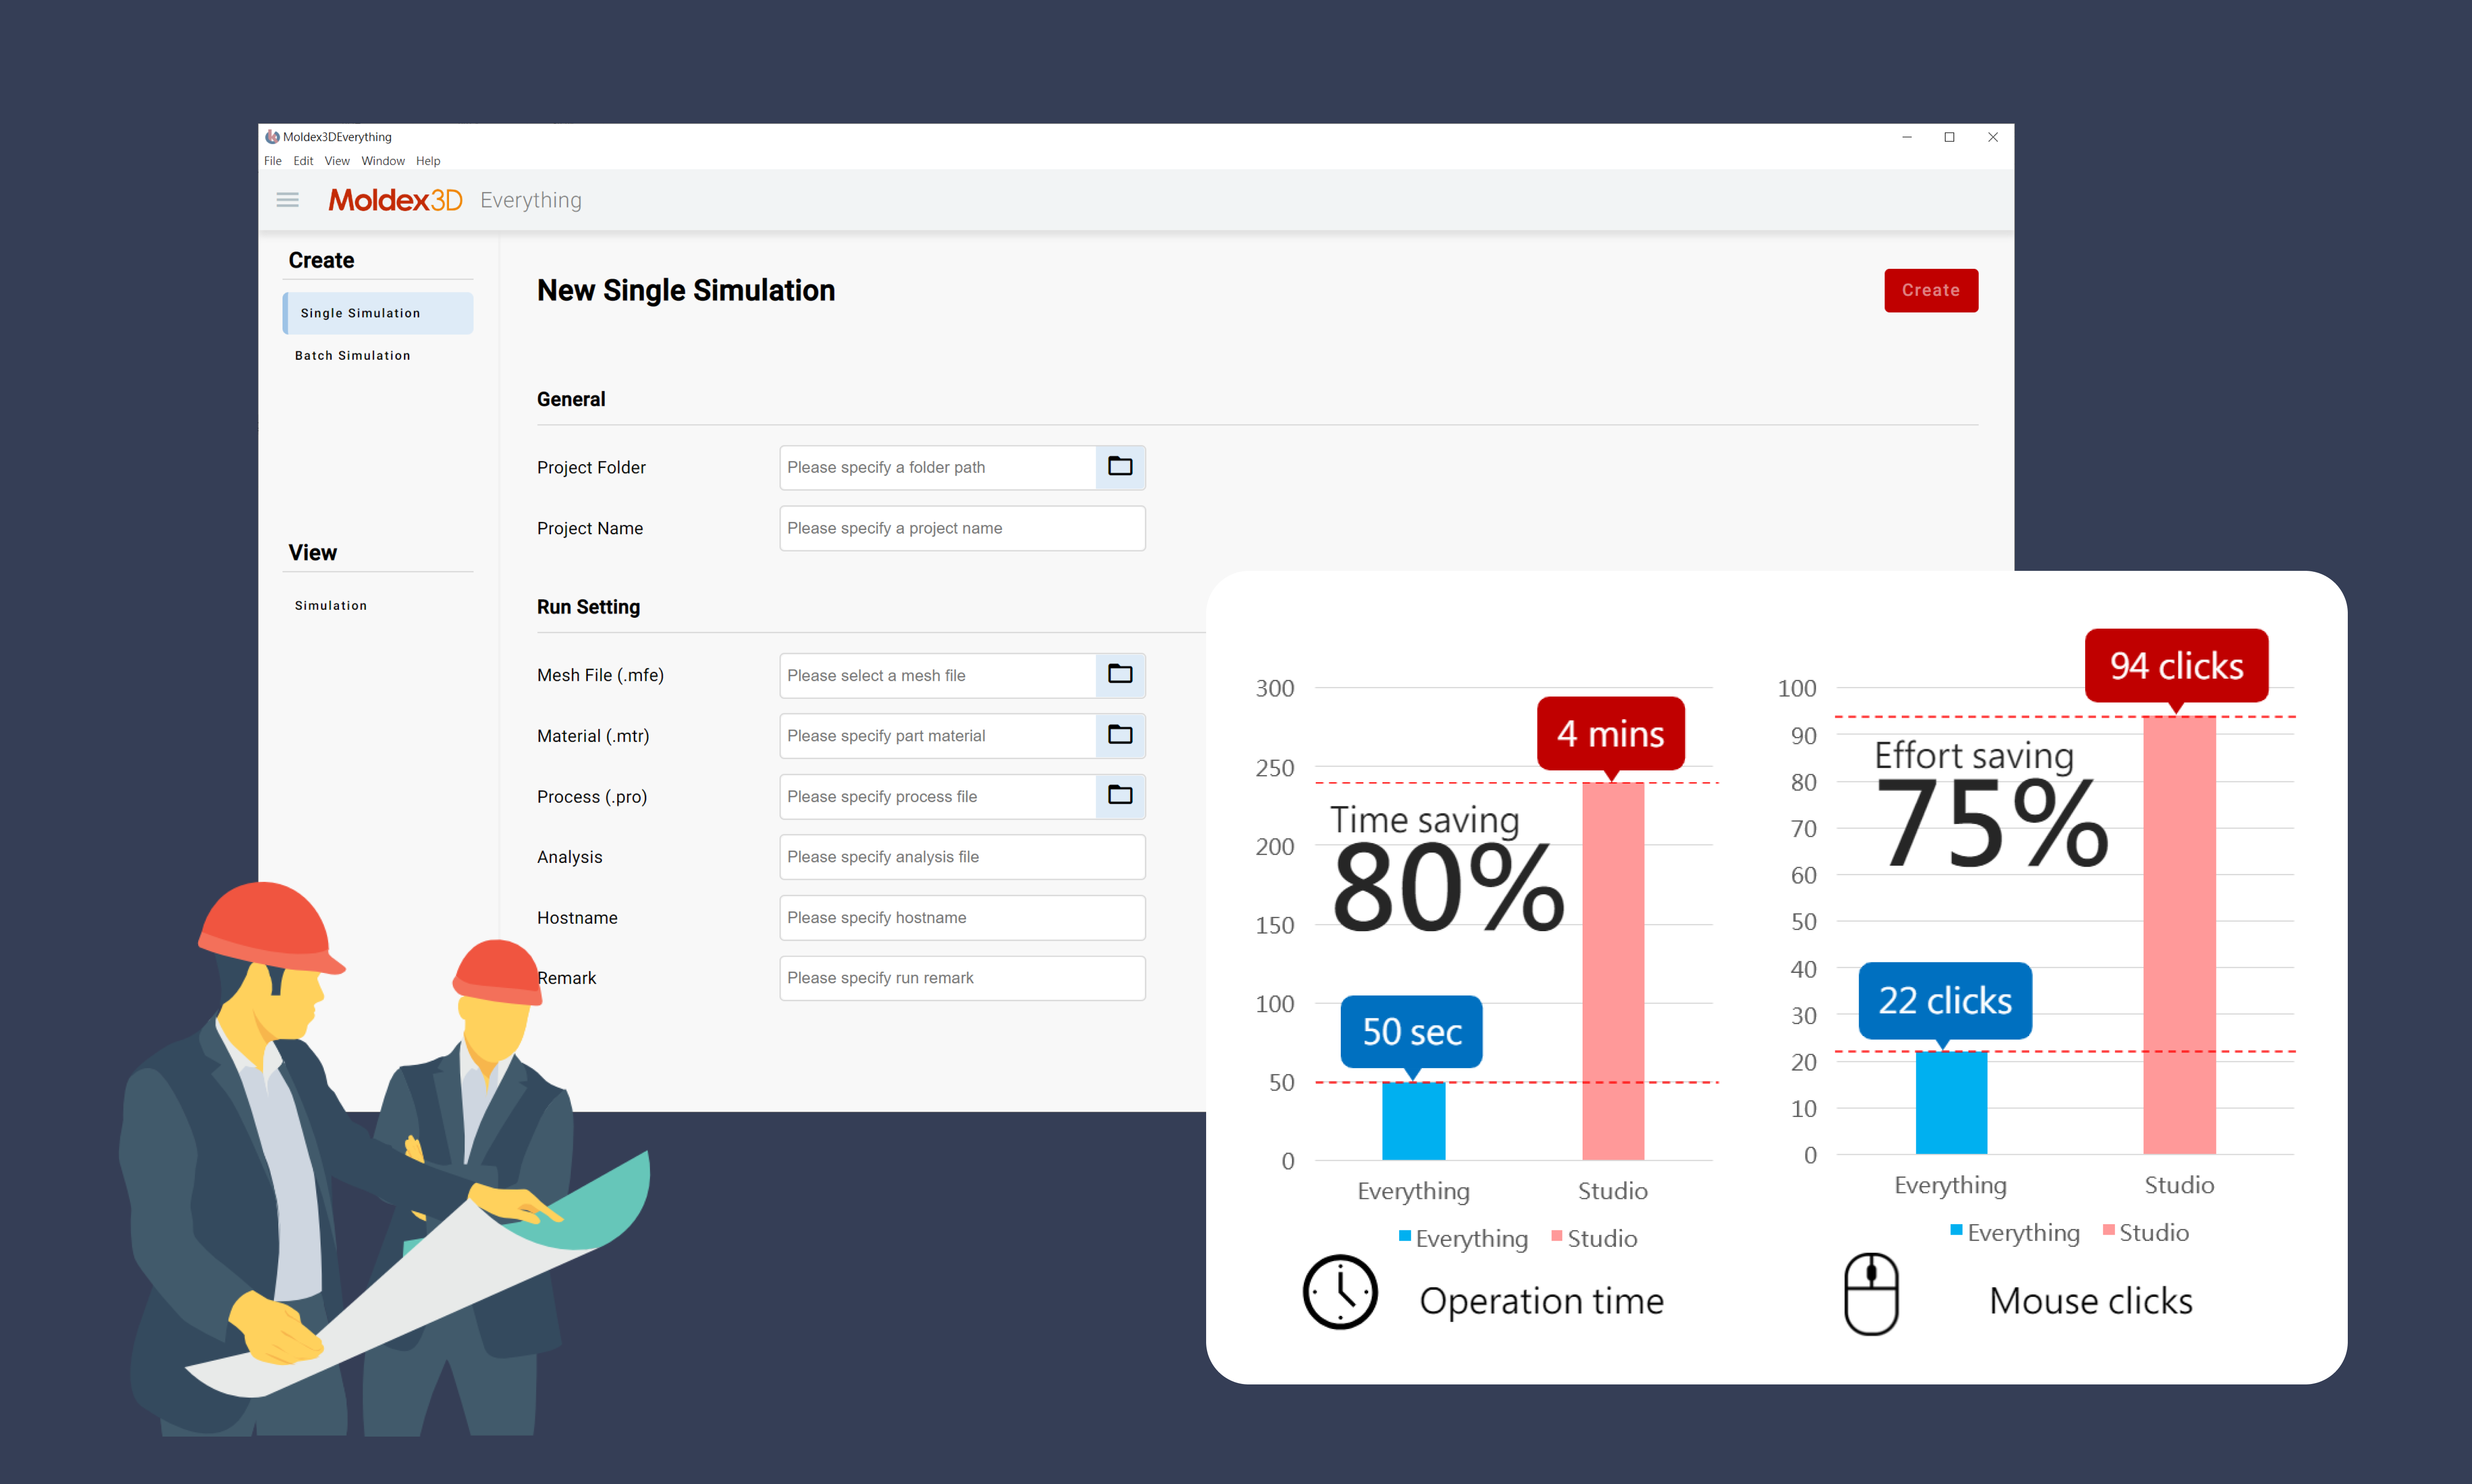 Moldex3DEverything
File Edit View Window Help
Moldex3D Everything
Create
Single Simulation
Batch Simulation
View
Simulation
New Single Simulation
Create
General
Project Folder Please specify a folder path
Project Name Please specify a project name
Run Setting
Mesh File (.mfe) Please select a mesh file
Material (.mtr) Please specify part material
Process (.pro) Please specify process file
Analysis Please specify analysis file
Hostname Please specify hostname
Remark Please specify run remark
300
250
200
150
100
50
0
4 mins
Time saving
80%
50 sec
Everything Studio
Everything Studio
Operation time
100
90
80
70
60
50
40
30
20
10
0
94 clicks
Effort saving
75%
22 clicks
Everything Studio
Everything Studio
Mouse clicks